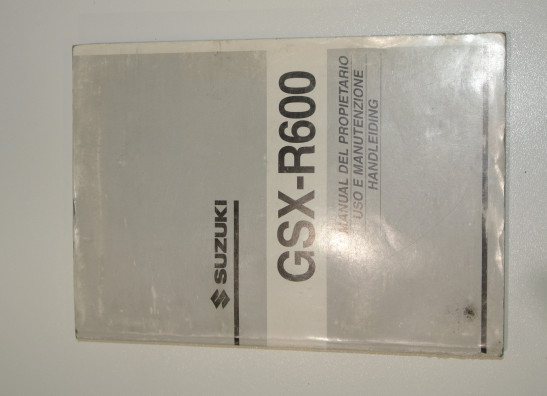 SUZUKI
GSX-R600
MANUAL DEL PROPIETARIO
USO E MANUTENZIONE
HANDLEIDING